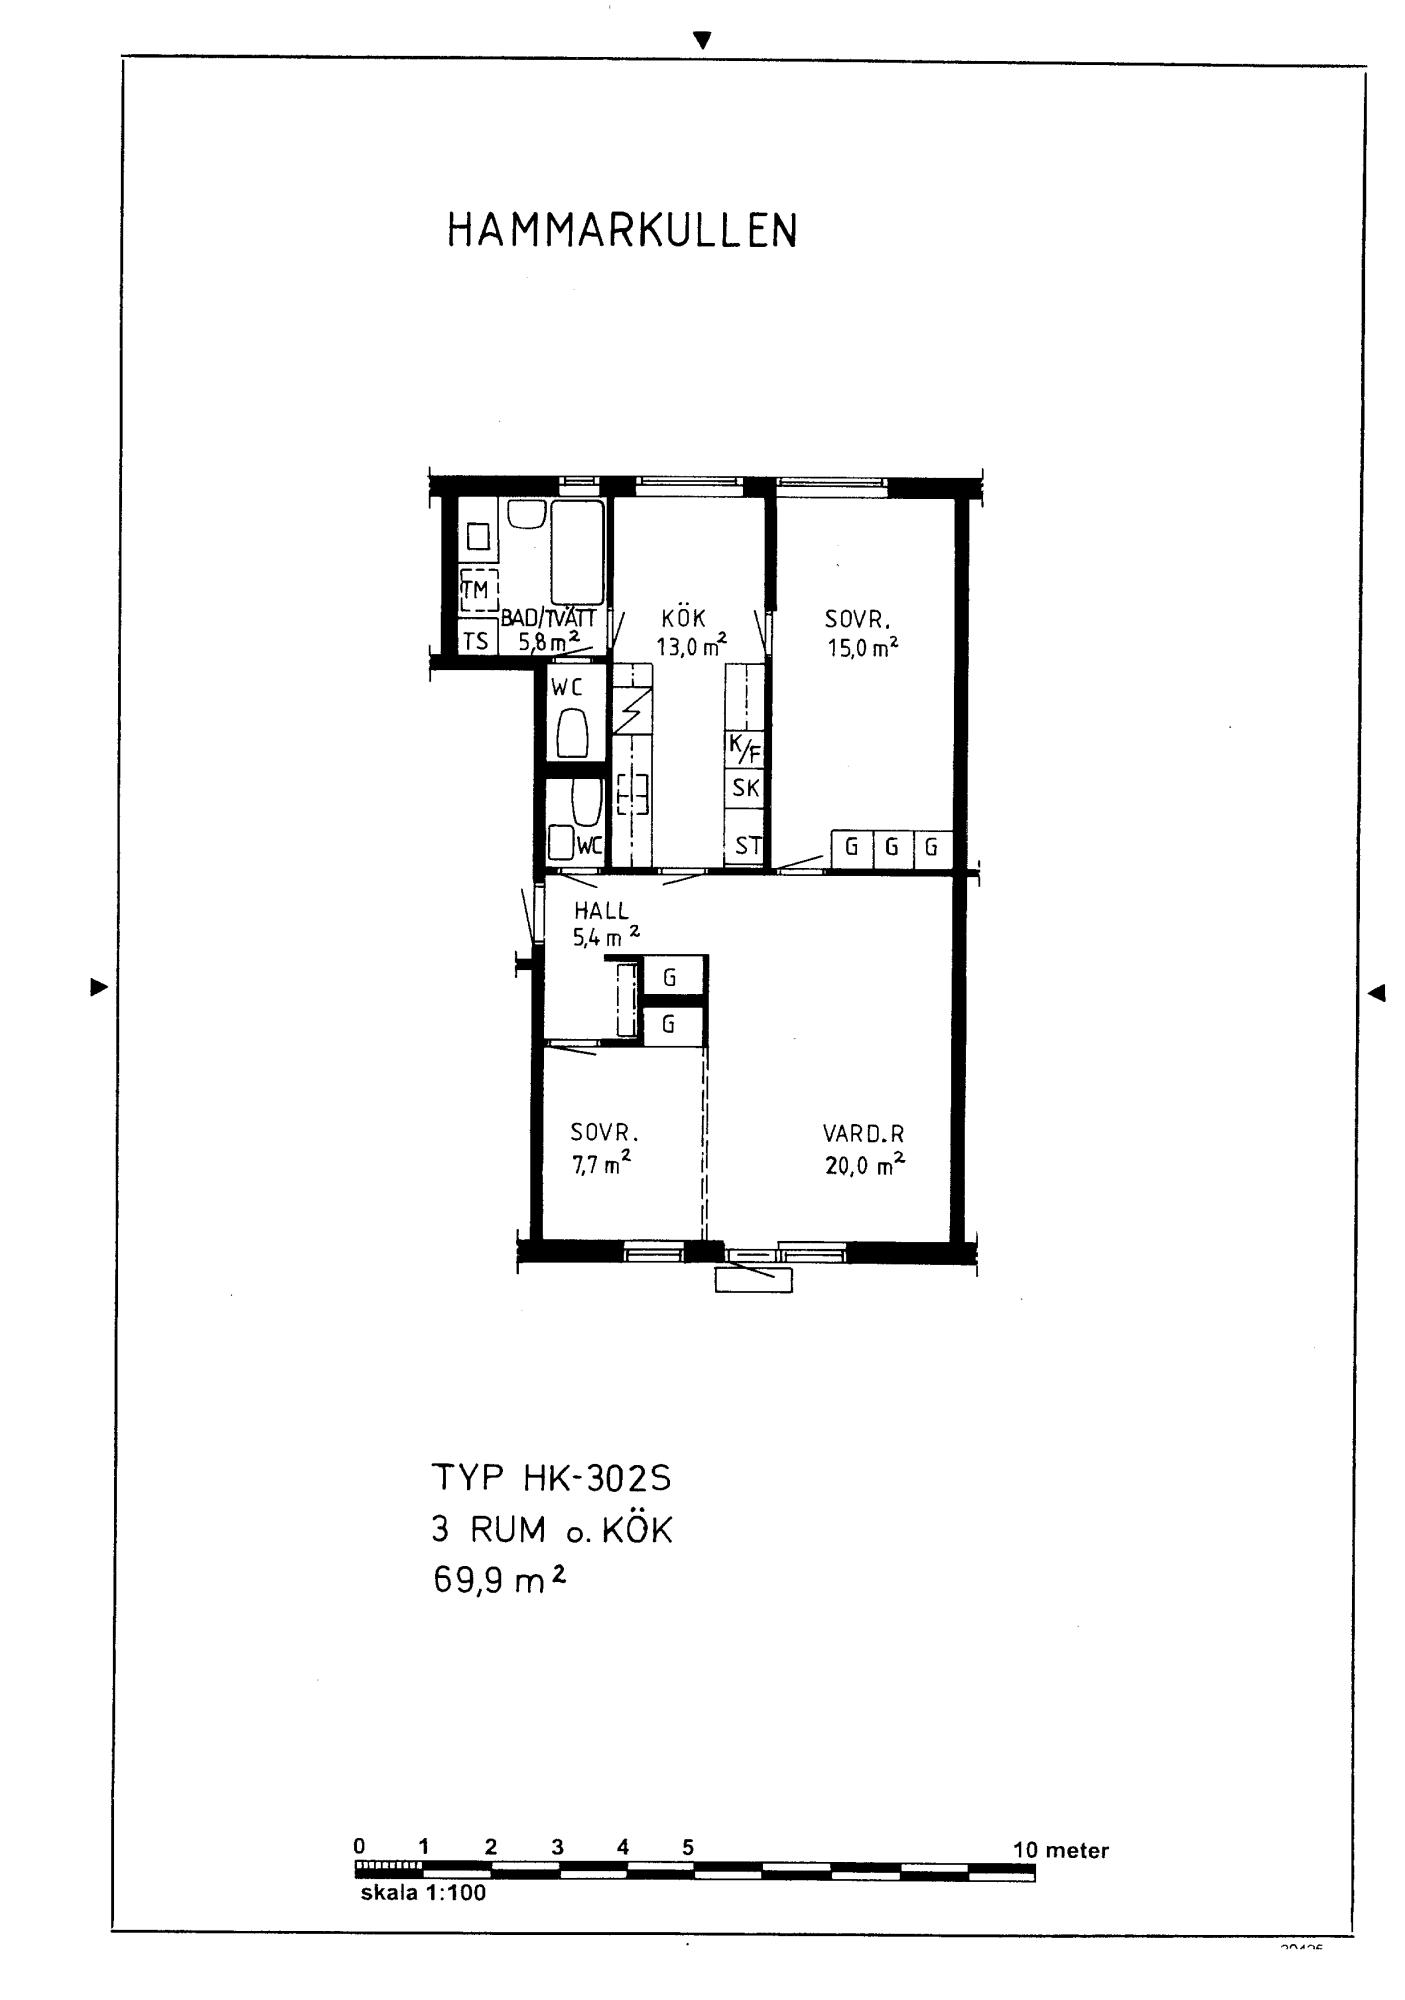 HAMMARKULLEN
TM
BAD/TVÄTT
5,8 m²
TS
KÖK
13,0 m²
SOVR.
15,0 m²
WC
K/F
SK
ST
WC
G G G
HALL
5,4 m²
G
G
SOVR.
7,7 m²
VARD.R
20,0 m²
TYP HK-302S
3 RUM o. KÖK
69,9 m²
0 1 2 3 4 5 10 meter
skala 1:100